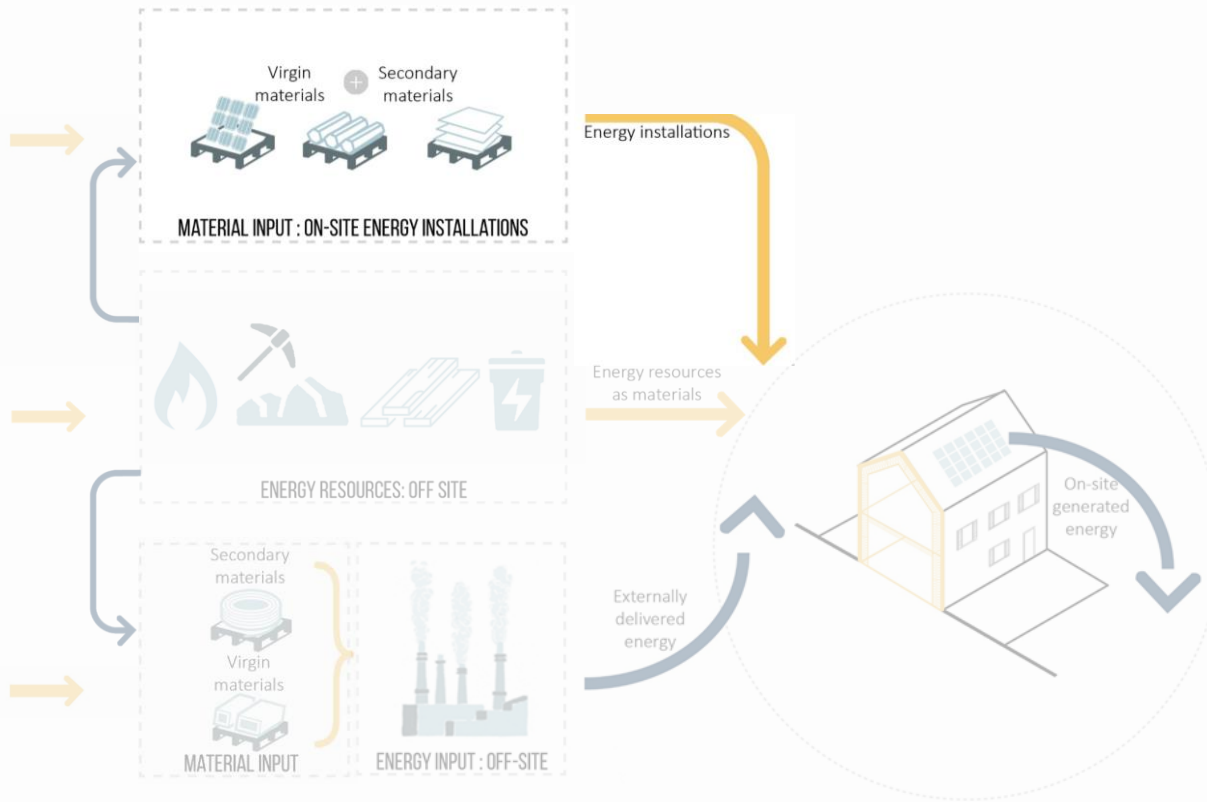 Virgin
materials
Secondary
materials
MATERIAL INPUT : ON-SITE ENERGY INSTALLATIONS
Energy installations
Energy resources
as materials
ENERGY RESOURCES: OFF SITE
On-site
generated
energy
Secondary
materials
Virgin
materials
MATERIAL INPUT
ENERGY INPUT : OFF-SITE
Externally
delivered
energy